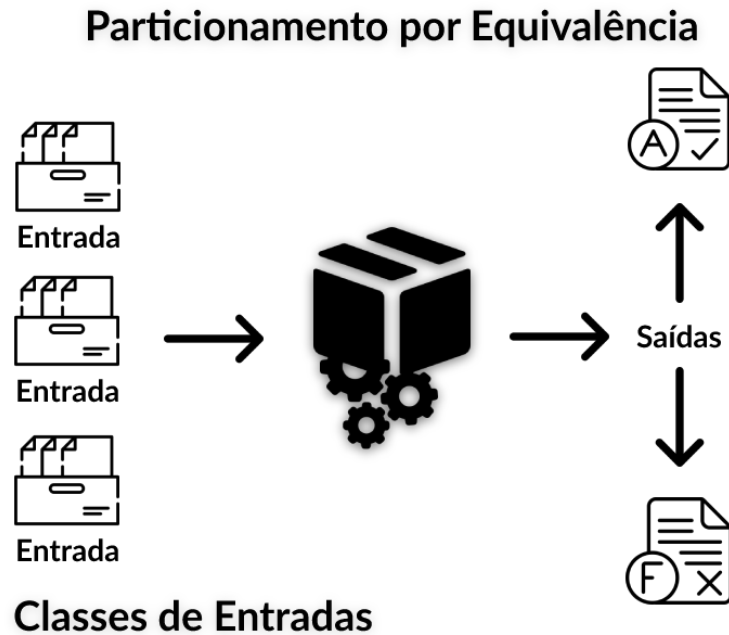 Particionamento por Equivalência
A
Entrada
Entrada
Saídas
Entrada
F
Classes de Entradas